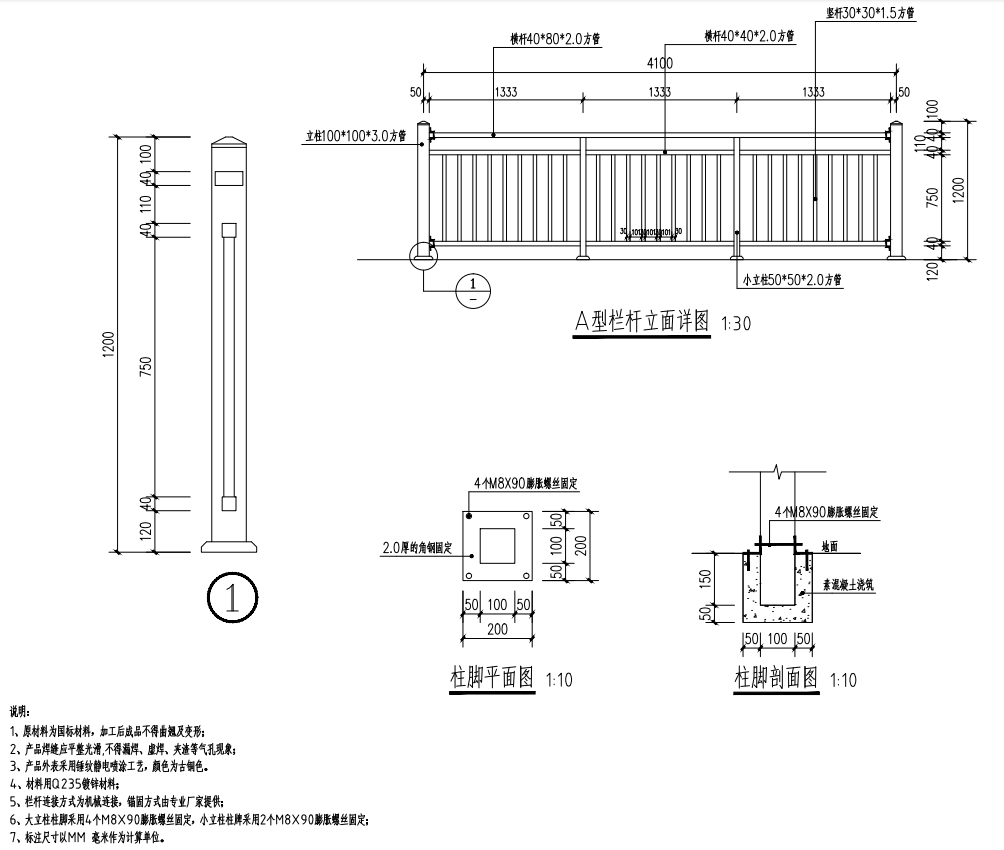 竖杆30*30*1.5方管
横杆40*80*2.0方管
横杆40*40*2.0方管
4100
50 1333 1333 1333 50
立柱100*100*3.0方管
100
40
110
40
750
40
120
1200
30 101 101 101 30
小立柱50*50*2.0方管
1
—
A型栏杆立面详图 1:30
100
40
110
40
750
40
120
1200
1
4个M8X90膨胀螺丝固定
2.0厚的角钢固定
50
100
50
200
50 100 50
200
柱脚平面图 1:10
4个M8X90膨胀螺丝固定
地面
素混凝土浇筑
150
50
50 100 50
柱脚剖面图 1:10
说明:
1、原材料为国标材料，加工后成品不得曲翘及变形；
2、产品焊缝应平整光滑,不得漏焊、虚焊、夹渣等气孔现象；
3、产品外表采用锤纹静电喷涂工艺，颜色为古铜色。
4、材料用Q235镀锌材料；
5、栏杆连接方式为机械连接，锚固方式由专业厂家提供；
6、大立柱柱脚采用4个M8X90膨胀螺丝固定，小立柱柱脚采用2个M8X90膨胀螺丝固定；
7、标注尺寸以MM 毫米作为计算单位。